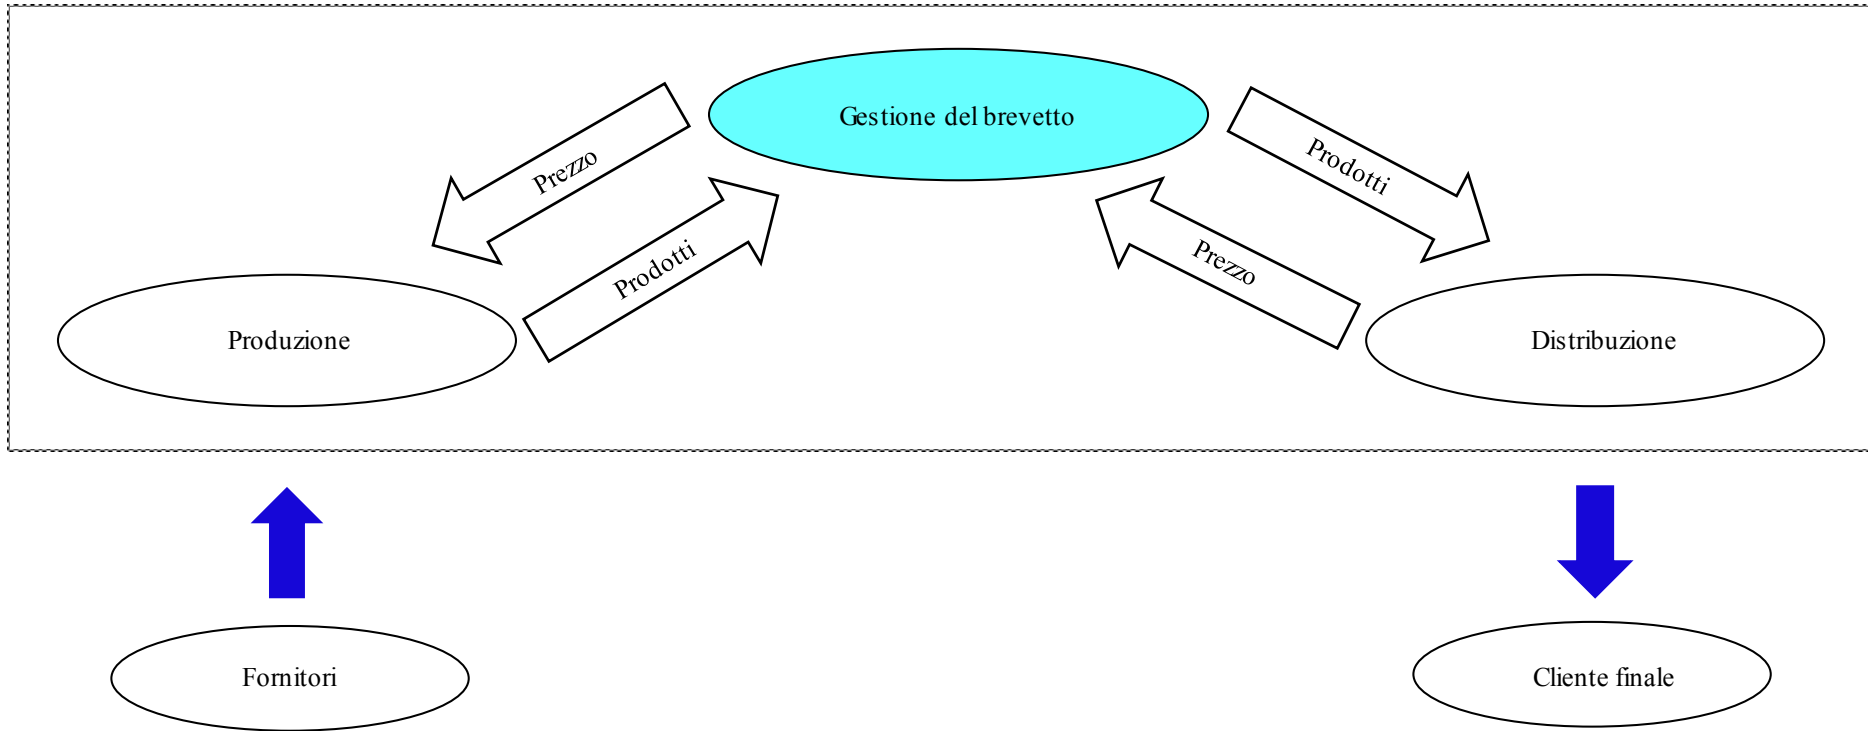 Gestione del brevetto
Prezzo
Prodotti
Prodotti
Prezzo
Produzione
Distribuzione
Fornitori
Cliente finale